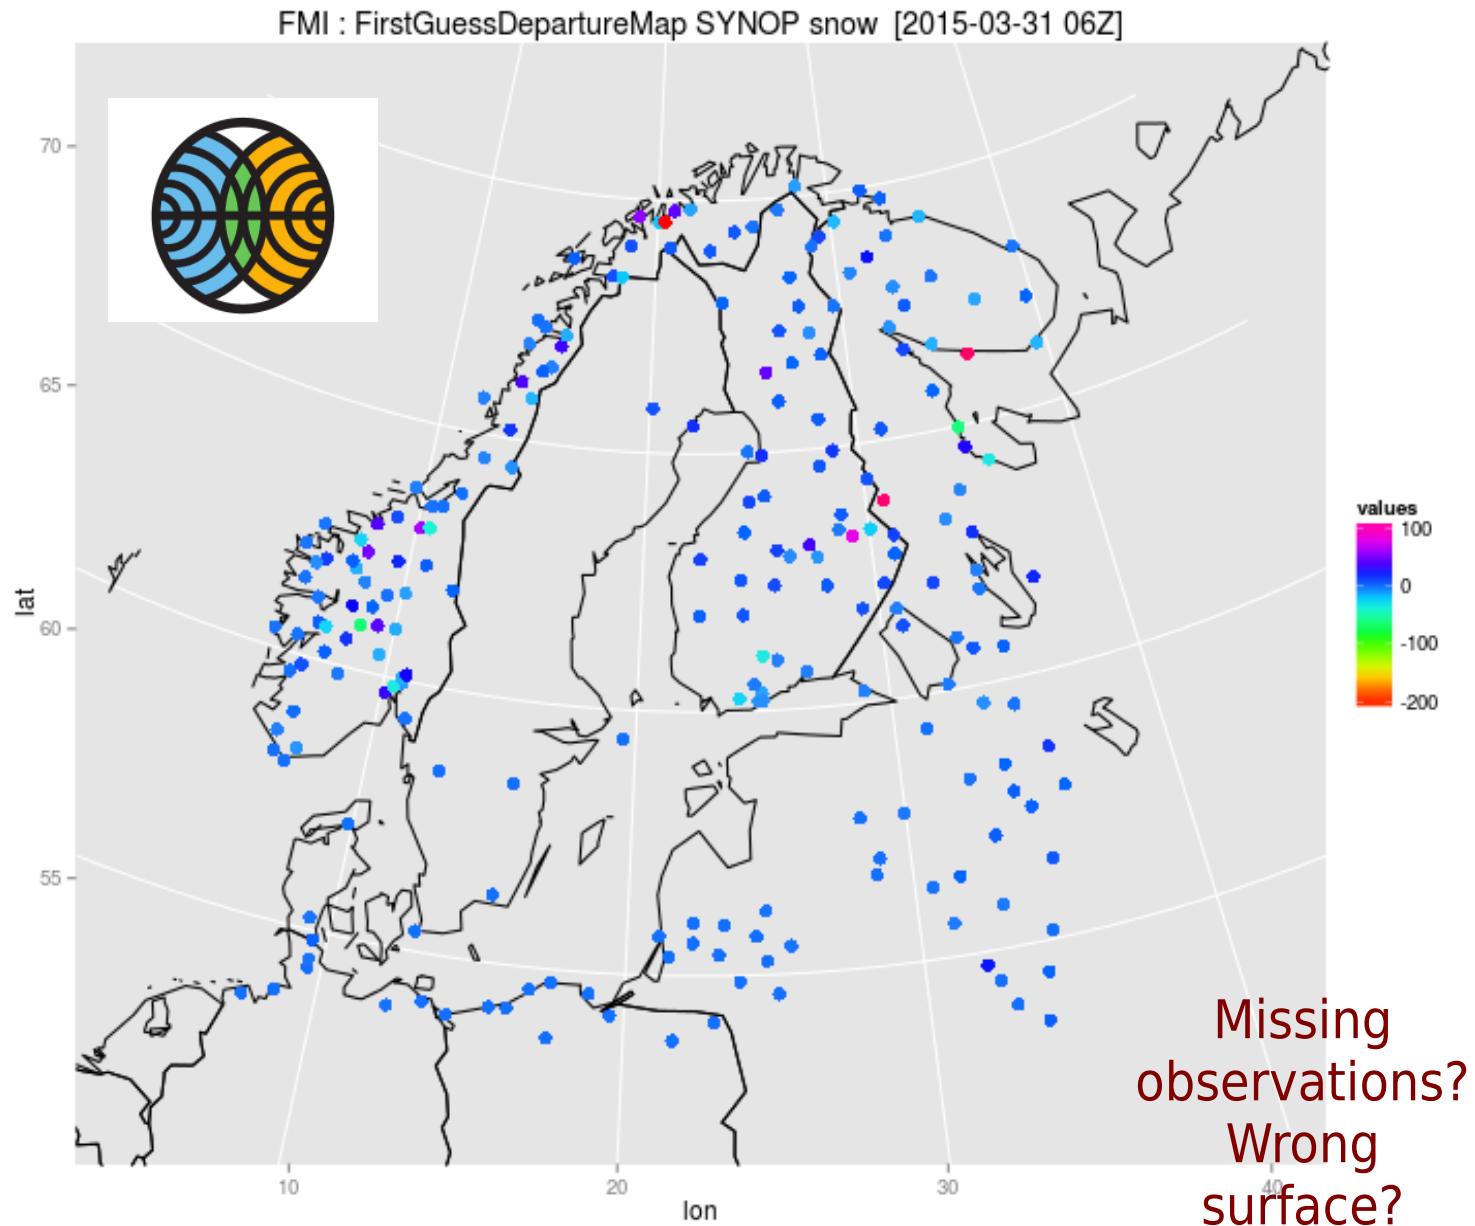 FMI : FirstGuessDepartureMap SYNOP snow [2015-03-31 06Z]
70
65
60
55
lat
10
20
30
40
lon
values
100
0
-100
-200
Missing
observations?
Wrong
surface?